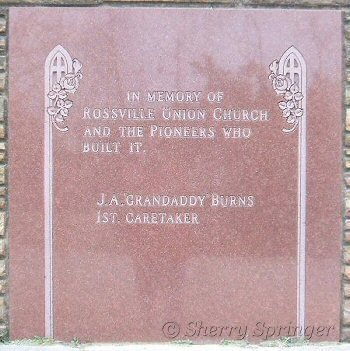 IN MEMORY OF
ROSSVILLE UNION CHURCH
AND THE PIONEERS WHO
BUILT IT.
J.A. GRANDADDY BURNS
1ST. CARETAKER
© Sherry Springer